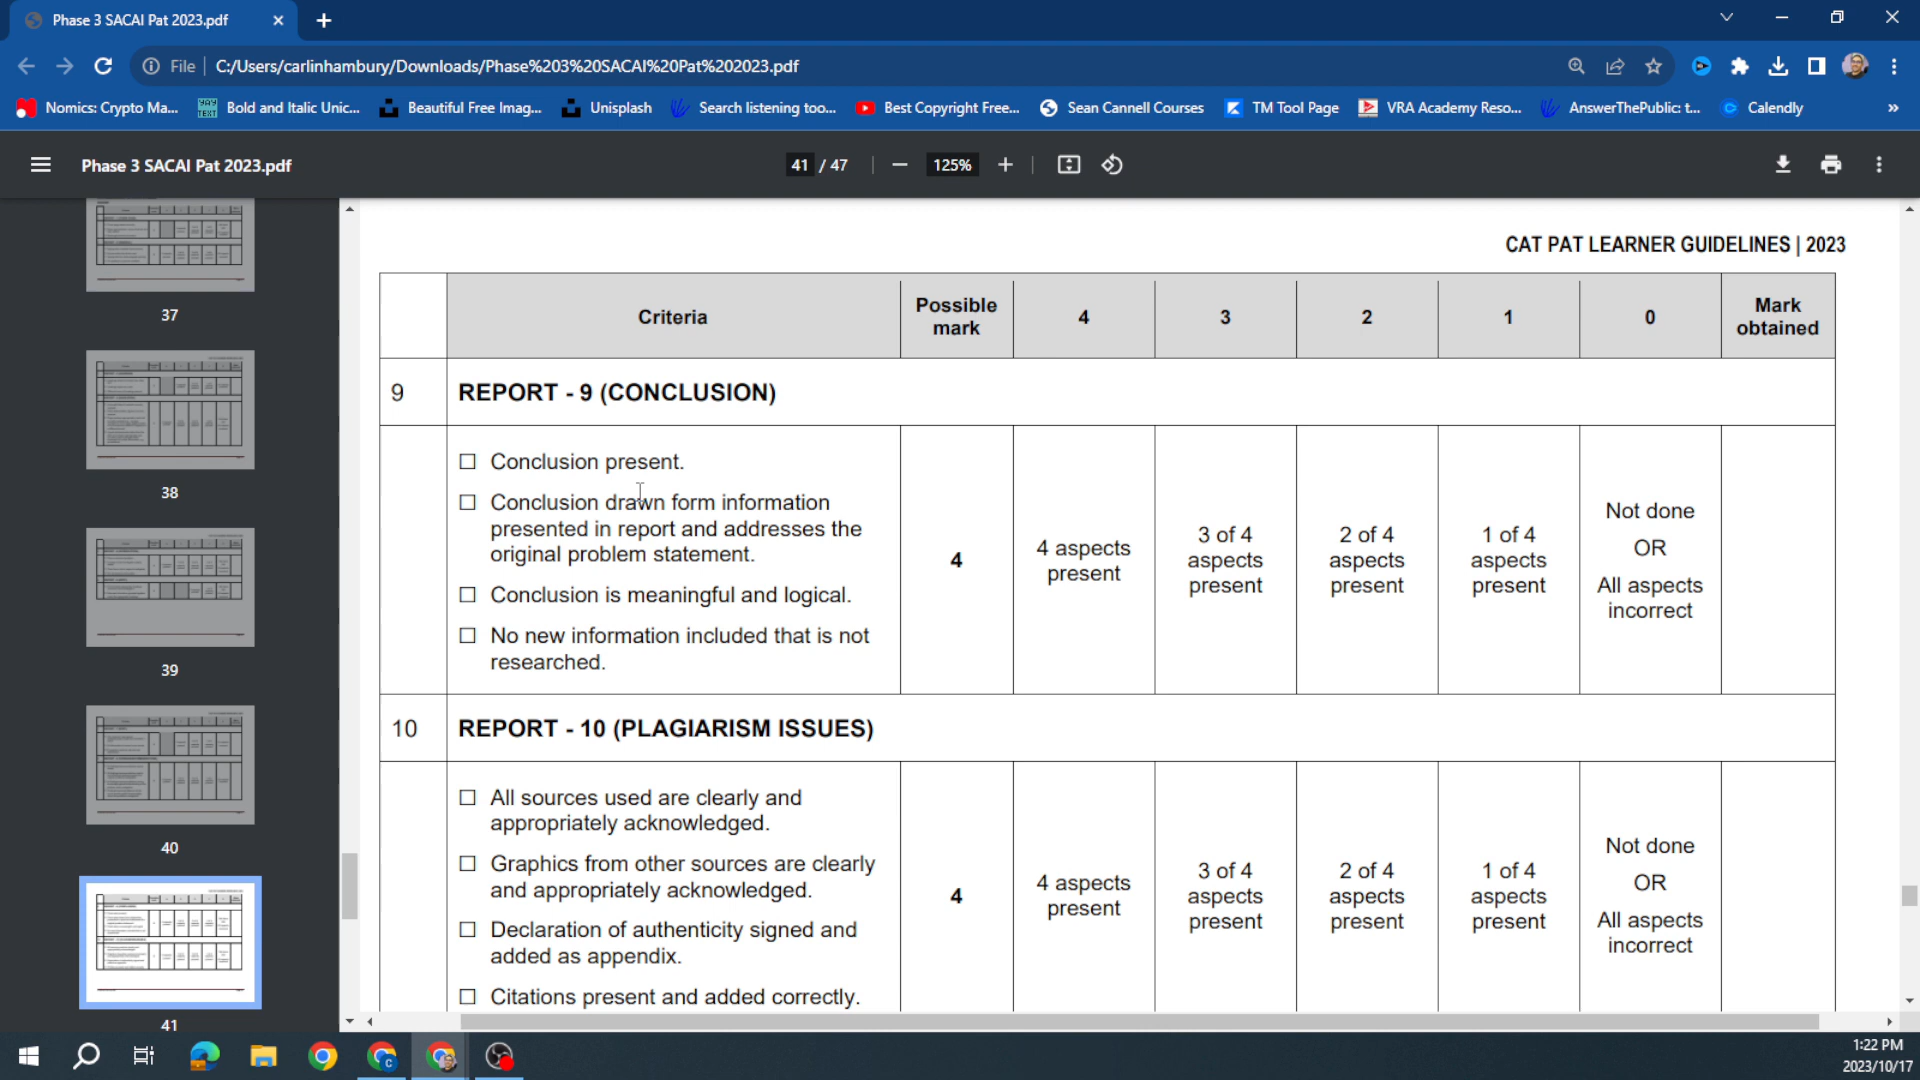 Phase 3 SACAI Pat 2023.pdf
File
C:/Users/carlinhambury/Downloads/Phase%203%20SACAI%20Pat%202023.pdf
Nomics: Crypto Ma...
YAY TEXT
Bold and Italic Unic...
Beautiful Free Imag...
Unisplash
Search listening too...
Best Copyright Free...
Sean Cannell Courses
TM Tool Page
VRA Academy Reso...
AnswerThePublic: t...
Calendly
»
Phase 3 SACAI Pat 2023.pdf
41 / 47
125%
37
38
39
40
41
CAT PAT LEARNER GUIDELINES | 2023
Criteria
Possible mark
4
3
2
1
0
Mark obtained
9
REPORT - 9 (CONCLUSION)
Conclusion present.
Conclusion drawn form information
presented in report and addresses the
original problem statement.
Conclusion is meaningful and logical.
No new information included that is not
researched.
4
4 aspects
present
3 of 4
aspects
present
2 of 4
aspects
present
1 of 4
aspects
present
Not done
OR
All aspects
incorrect
10
REPORT - 10 (PLAGIARISM ISSUES)
All sources used are clearly and
appropriately acknowledged.
Graphics from other sources are clearly
and appropriately acknowledged.
Declaration of authenticity signed and
added as appendix.
Citations present and added correctly.
4
4 aspects
present
3 of 4
aspects
present
2 of 4
aspects
present
1 of 4
aspects
present
Not done
OR
All aspects
incorrect
1:22 PM
2023/10/17